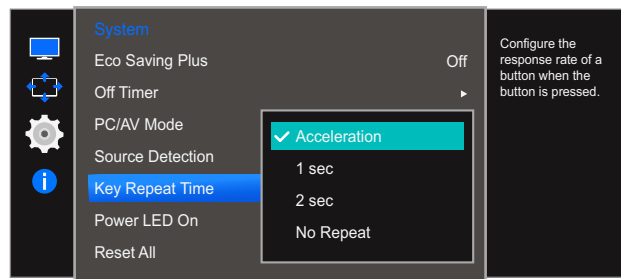 System
Eco Saving Plus Off
Off Timer
PC/AV Mode
Source Detection
Key Repeat Time
Power LED On
Reset All
Acceleration
1 sec
2 sec
No Repeat
Configure the
response rate of a
button when the
button is pressed.